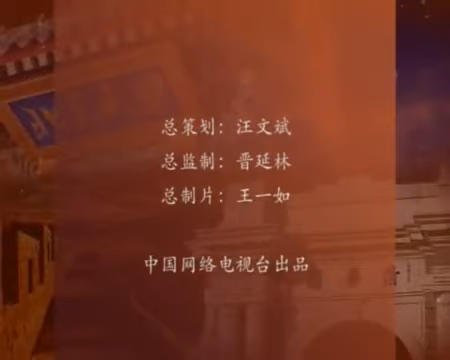 总策划：汪文斌
总监制：晋延林
总制片：王一如
中国网络电视台出品